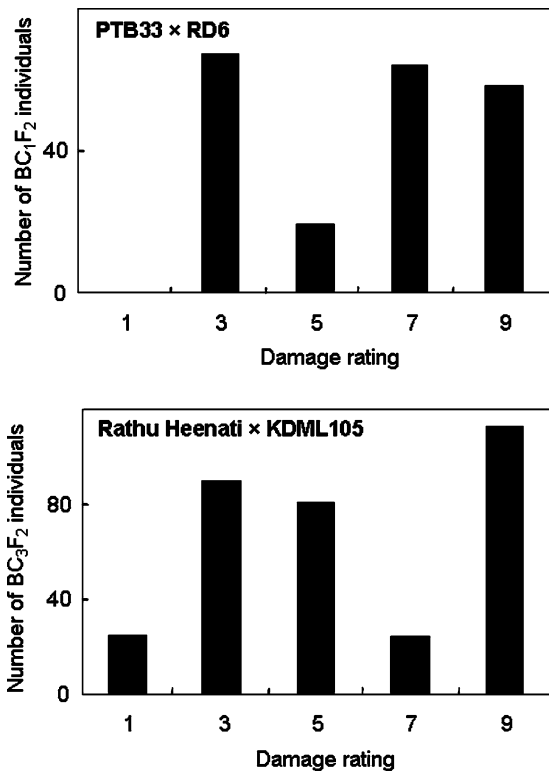 PTB33 × RD6
Number of BC₁F₂ individuals
40
0
1 3 5 7 9
Damage rating
Rathu Heenati × KDML105
Number of BC₃F₂ individuals
80
40
0
1 3 5 7 9
Damage rating